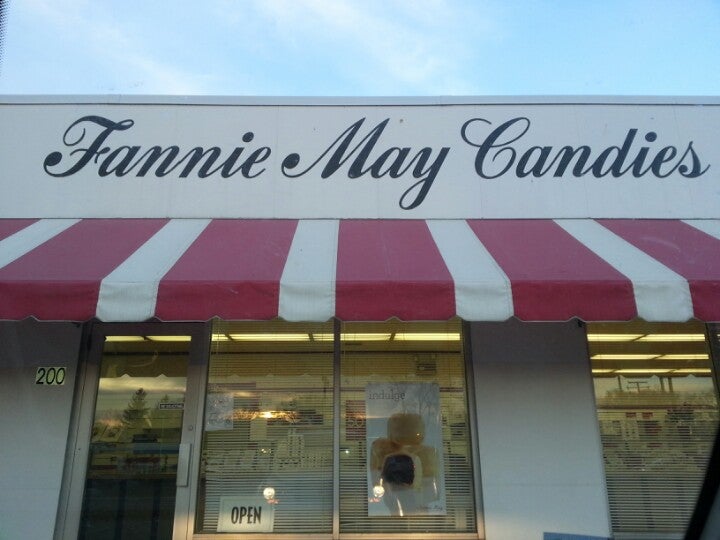 Fannie May Candies
200
indulge
OPEN